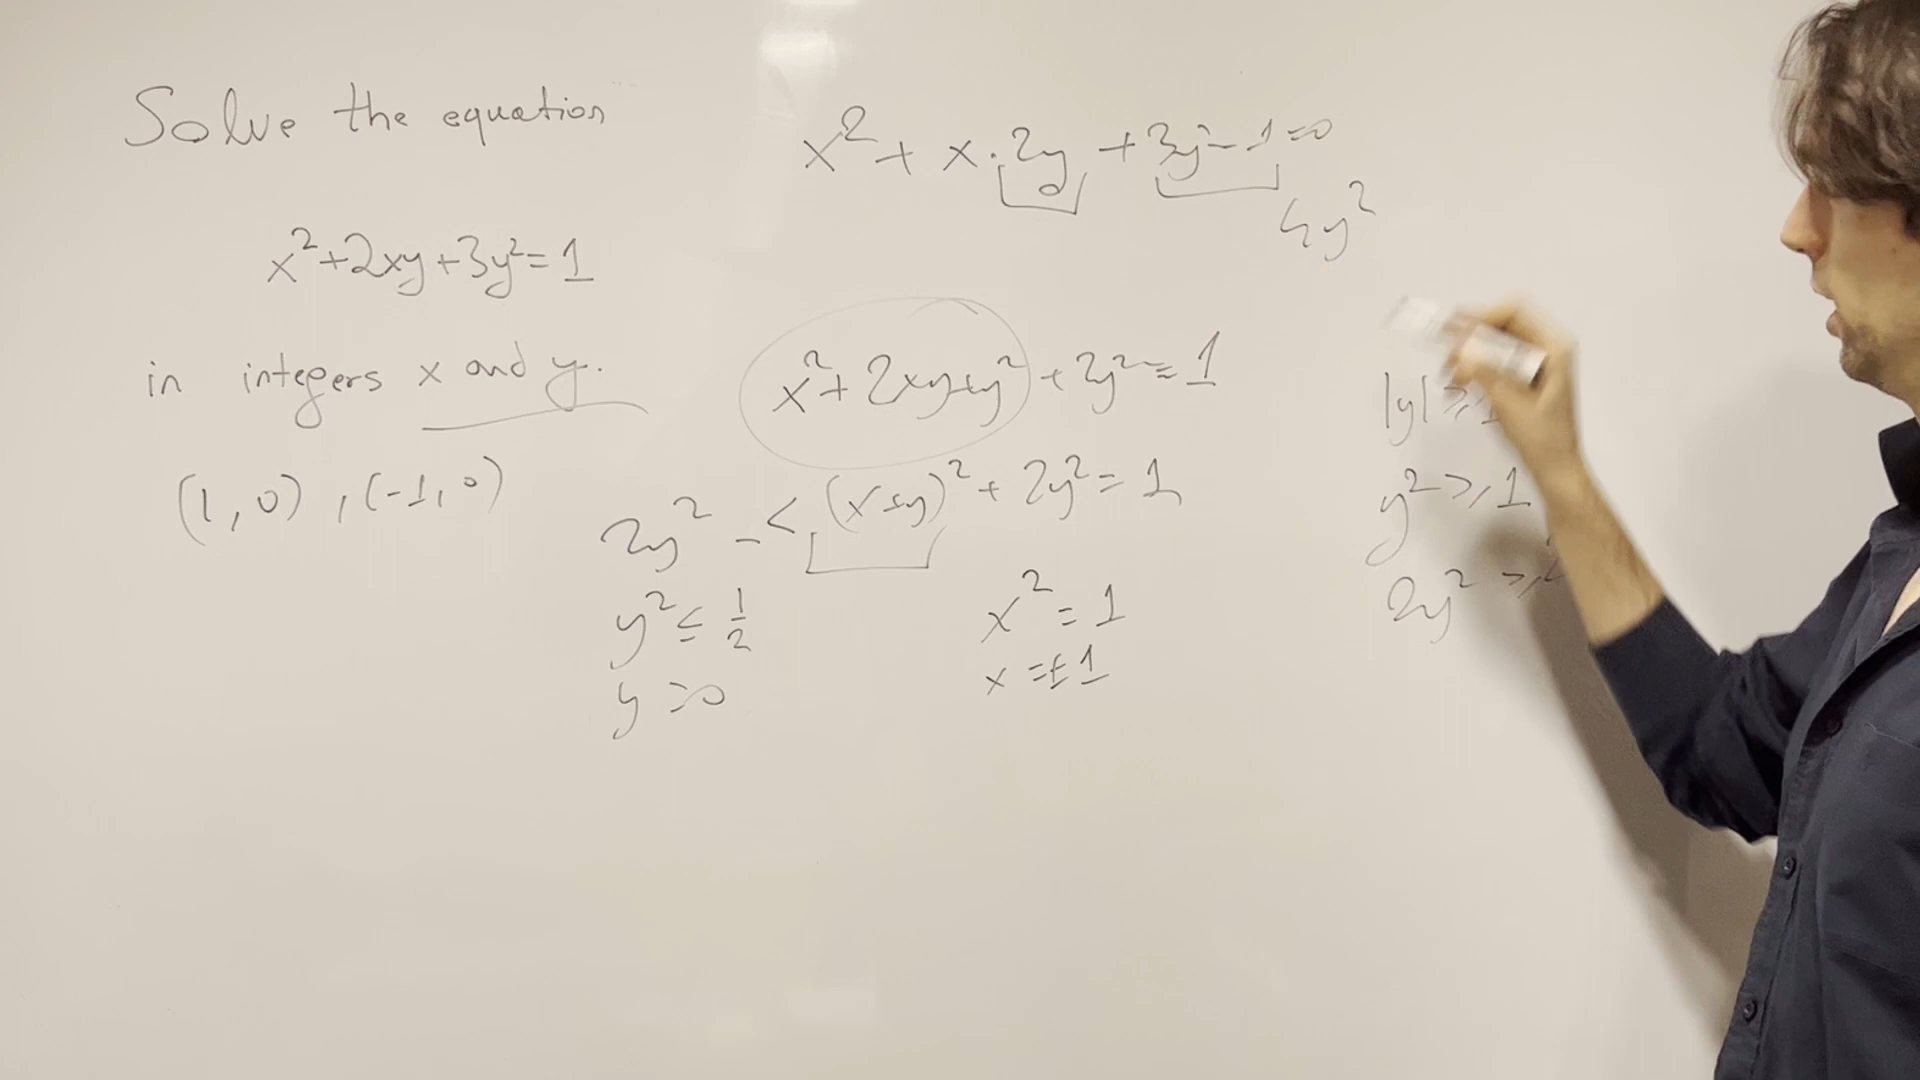 Solve the equation
x²+2xy+3y²=1
in integers x and y.
(1,0), (-1,0)
x²+x·2y+3y²-1=0
4y²
x²+2xy+y²+2y²=1
2y² ≤ (x+y)²+2y²=1
y² ≤ 1/2
y=0
x²=1
x=±1
|y|⩾1
y²⩾1
2y²⩾